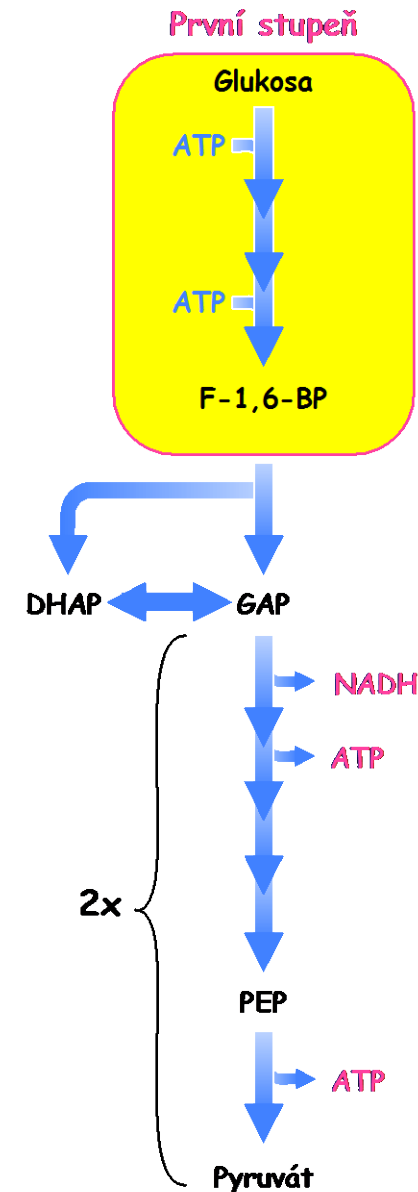 První stupeň
Glukosa
ATP
ATP
F-1,6-BP
DHAP
GAP
NADH
ATP
2x
PEP
ATP
Pyruvát